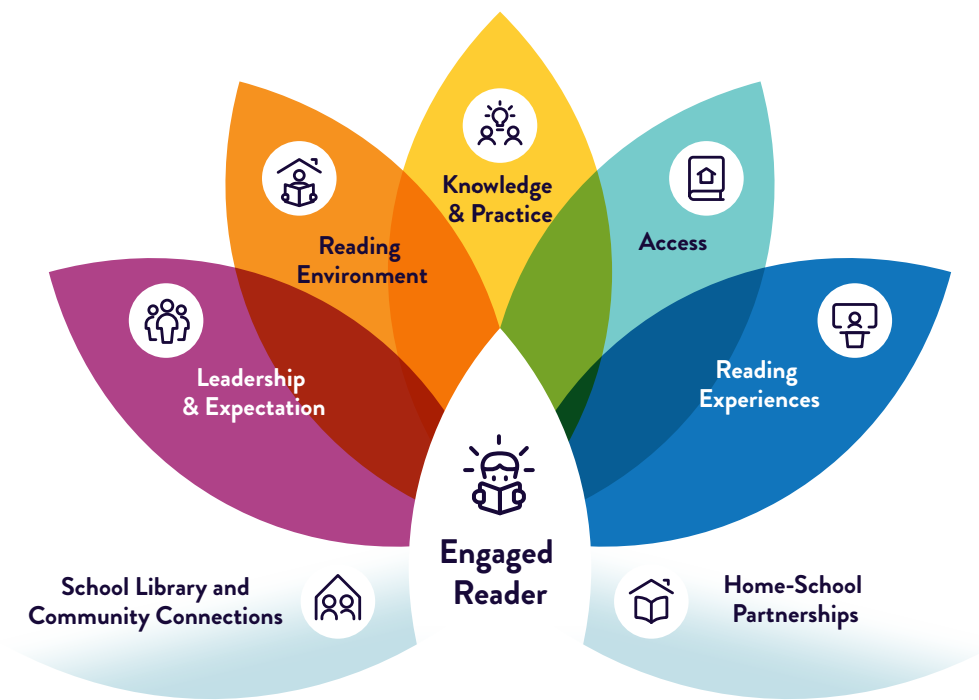 Knowledge
& Practice
Reading
Environment
Access
Leadership
& Expectation
Reading
Experiences
Engaged
Reader
School Library and
Community Connections
Home-School
Partnerships